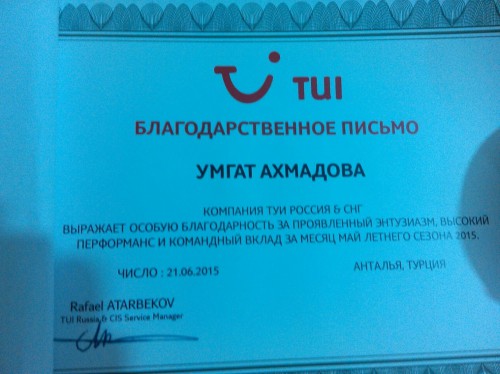 TUI
БЛАГОДАРСТВЕННОЕ ПИСЬМО
УМГАТ АХМАДОВА
КОМПАНИЯ ТУИ РОССИЯ & СНГ
ВЫРАЖАЕТ ОСОБУЮ БЛАГОДАРНОСТЬ ЗА ПРОЯВЛЕННЫЙ ЭНТУЗИАЗМ, ВЫСОКИЙ
ПЕРФОРМАНС И КОМАНДНЫЙ ВКЛАД ЗА МЕСЯЦ МАЙ ЛЕТНЕГО СЕЗОНА 2015.
ЧИСЛО : 21.06.2015
АНТАЛЬЯ, ТУРЦИЯ
Rafael ATARBEKOV
TUI Russia & CIS Service Manager